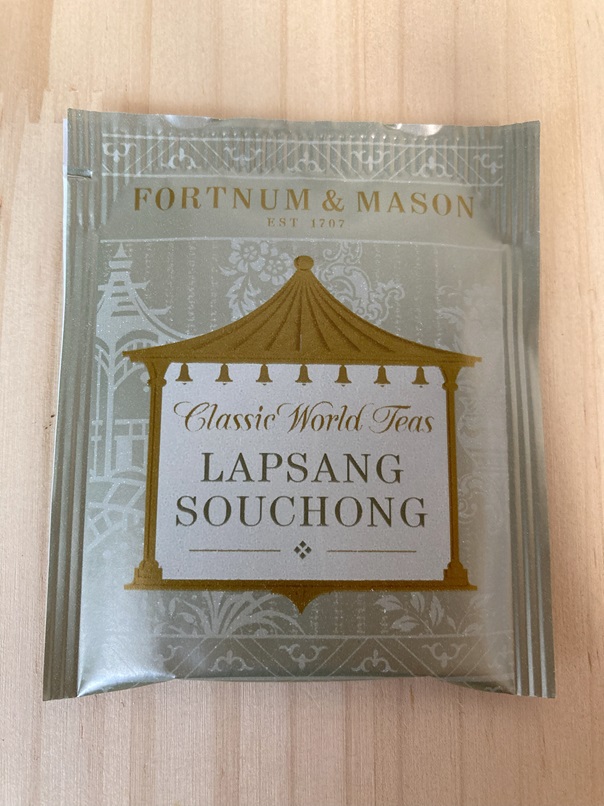 FORTNUM & MASON
EST 1707
Classic World Teas
LAPSANG
SOUCHONG